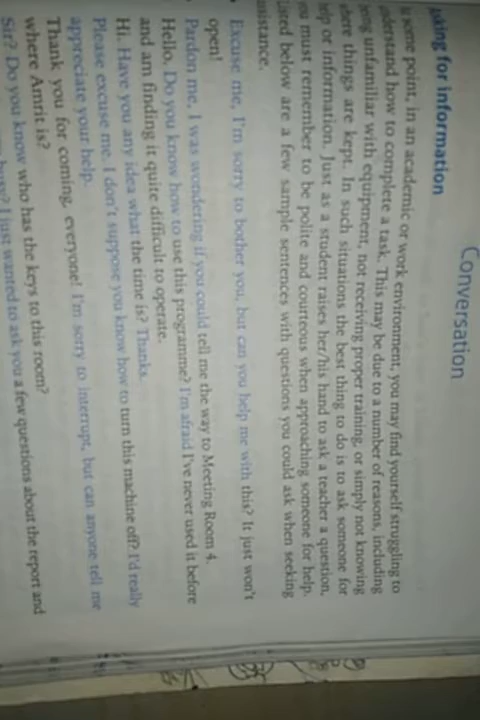 Conversation
Asking for information
some point, in an academic or work environment, you may find yourself struggling to
understand how to complete a task. This may be due to a number of reasons, including
being unfamiliar with equipment, not receiving proper training, or simply not knowing
where things are kept. In such situations the best thing to do is to ask someone for
help or information. Just as a student raises her/his hand to ask a teacher a question,
you must remember to be polite and courteous when approaching someone for help.
Listed below are a few sample sentences with questions you could ask when seeking
assistance.
Excuse me, I'm sorry to bother you, but can you help me with this? It just won't
open!
Pardon me, I was wondering if you could tell me the way to Meeting Room 4.
Hello. Do you know how to use this programme? I'm afraid I've never used it before
and am finding it quite difficult to operate.
Hi. Have you any idea what the time is? Thanks.
Please excuse me. I don't suppose you know how to turn this machine off? I'd really
appreciate your help.
Thank you for coming, everyone! I'm sorry to interrupt, but can anyone tell me
where Amrit is?
Sir? Do you know who has the keys to this room?
busy? I just wanted to ask you a few questions about the report and